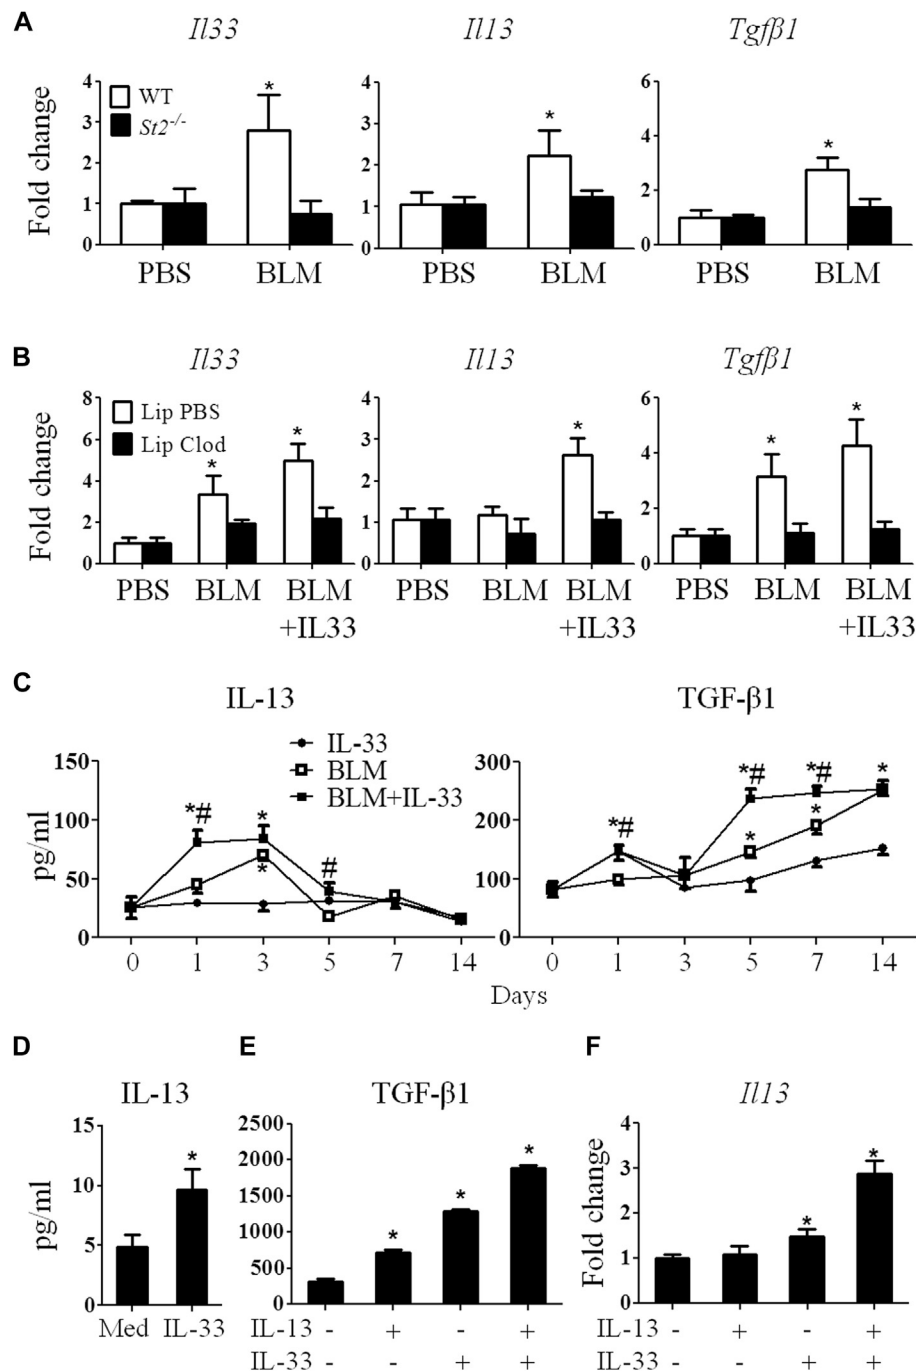 A
Il33 Il13 Tgfβ1
Fold change
4
3
2
1
0
WT
St2-/-
*
PBS BLM
4
3
2
1
0
*
PBS BLM
6
4
2
0
*
PBS BLM
B
Il33 Il13 Tgfβ1
Fold change
8
6
4
2
0
Lip PBS
Lip Clod
* *
PBS BLM BLM
+IL33
4
3
2
1
0
*
PBS BLM BLM
+IL33
8
6
4
2
0
* *
PBS BLM BLM
+IL33
C
IL-13 TGF-β1
pg/ml
150
100
50
0
IL-33
BLM
BLM+IL-33
*# * #
*
0 1 3 5 7 14
300
200
100
0
*# *# *# *
* *
0 1 3 5 7 14
Days
D
IL-13
pg/ml
15
10
5
0
*
Med IL-33
E
TGF-β1
2500
2000
1500
1000
500
0
* * *
IL-13 - + - +
IL-33 - - + +
F
Il13
Fold change
4
3
2
1
0
* *
IL-13 - + - +
IL-33 - - + +